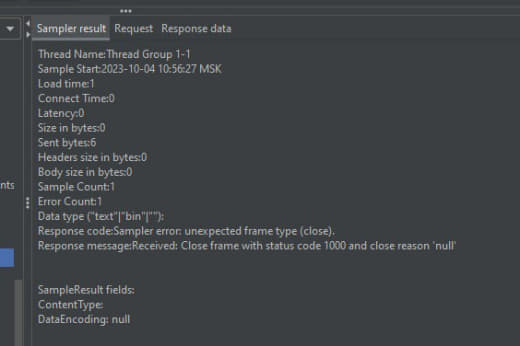 Sampler result Request Response data
Thread Name:Thread Group 1-1
Sample Start:2023-10-04 10:56:27 MSK
Load time:1
Connect Time:0
Latency:0
Size in bytes:0
Sent bytes:6
Headers size in bytes:0
Body size in bytes:0
Sample Count:1
Error Count:1
Data type ("text"|"bin"|""):
Response code:Sampler error: unexpected frame type (close).
Response message:Received: Close frame with status code 1000 and close reason 'null'
SampleResult fields:
ContentType:
DataEncoding: null
nts